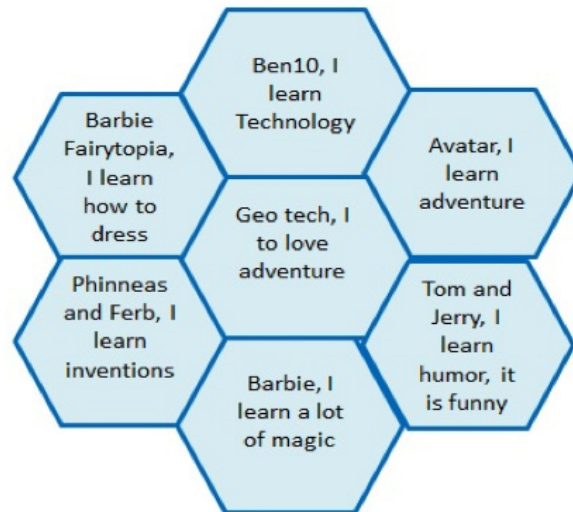 Ben10, I
learn
Technology
Barbie
Fairytopia,
I learn
how to
dress
Avatar, I
learn
adventure
Geo tech, I
to love
adventure
Phinneas
and Ferb, I
learn
inventions
Tom and
Jerry, I
learn
humor, it
is funny
Barbie, I
learn a lot
of magic